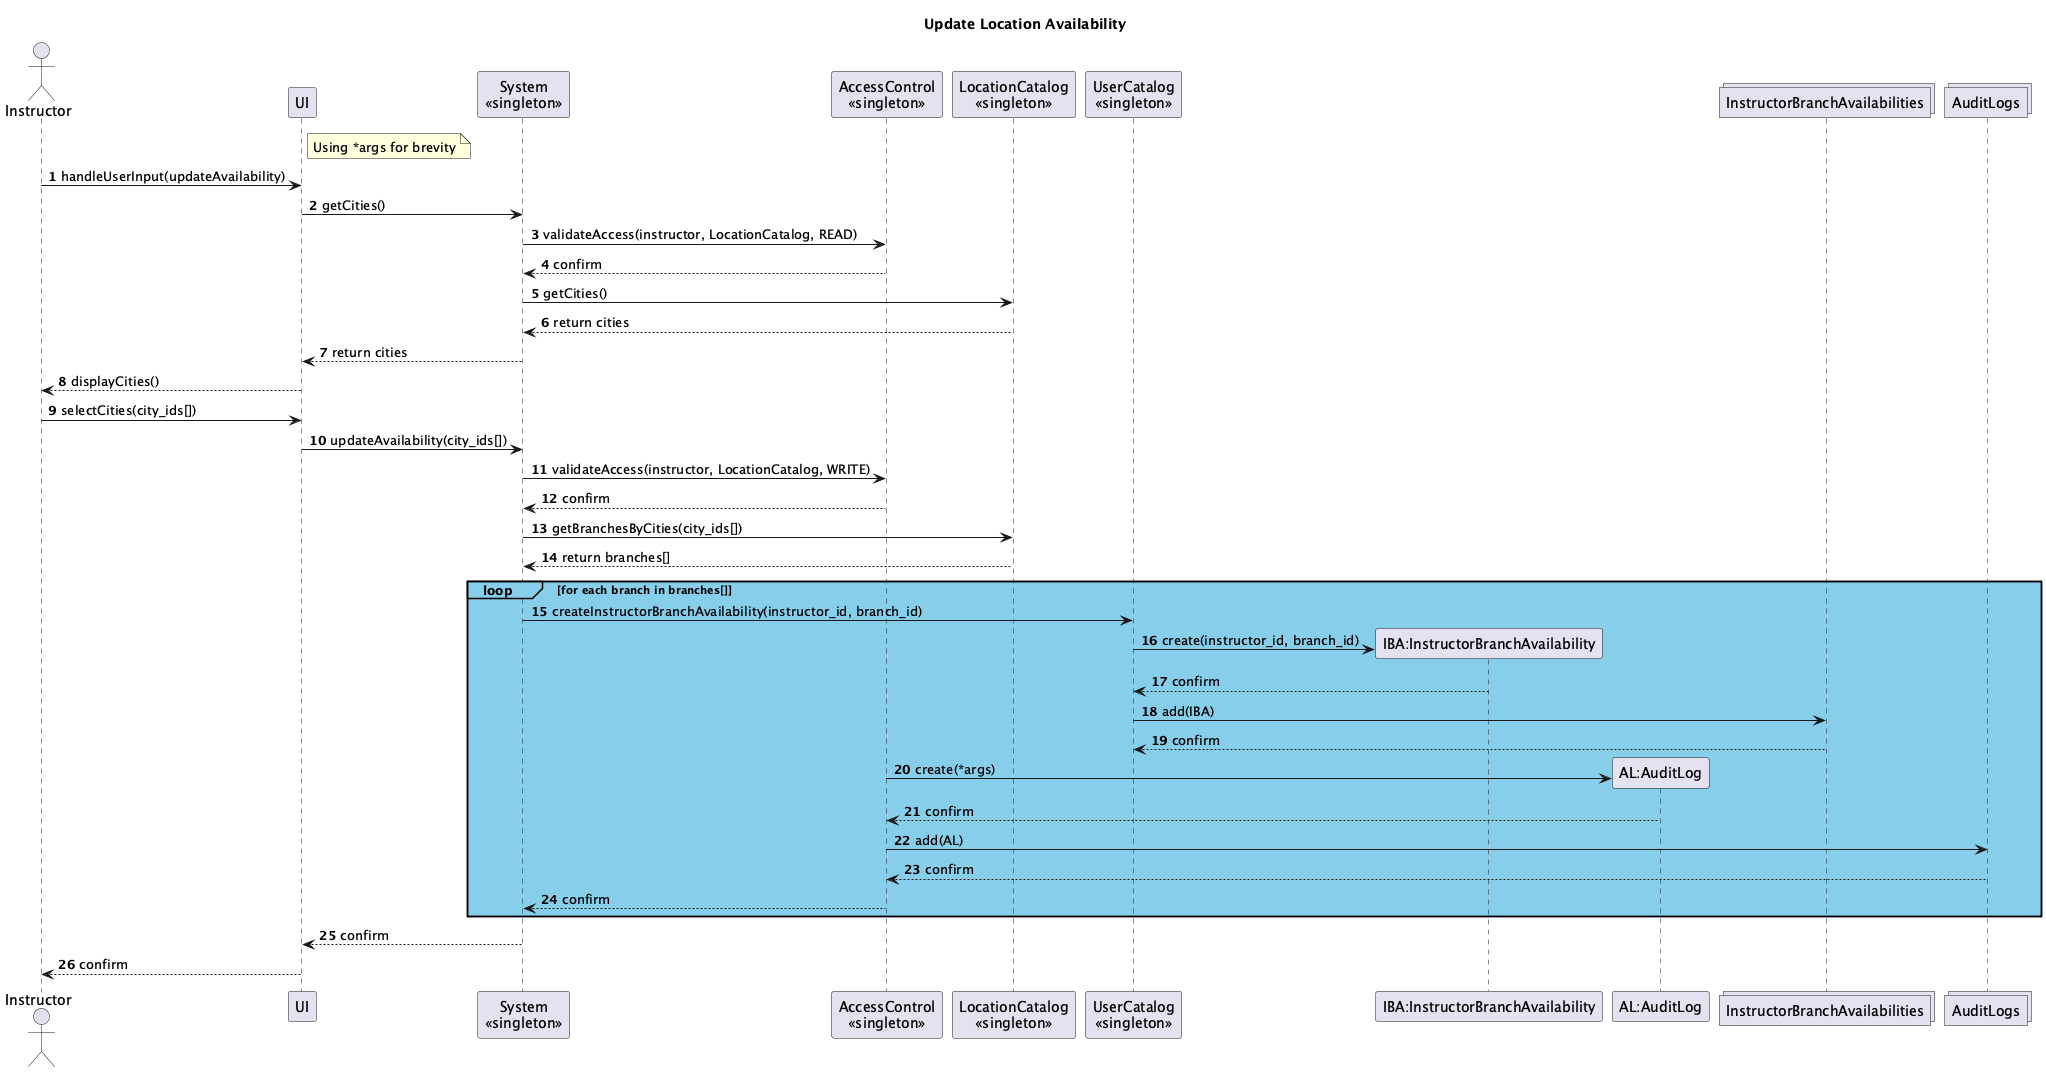 Update Location Availability
Instructor
UI
System
«singleton»
AccessControl
«singleton»
LocationCatalog
«singleton»
UserCatalog
«singleton»
InstructorBranchAvailabilities
AuditLogs
Using *args for brevity
1 handleUserInput(updateAvailability)
2 getCities()
3 validateAccess(instructor, LocationCatalog, READ)
4 confirm
5 getCities()
6 return cities
7 return cities
8 displayCities()
9 selectCities(city_ids[])
10 updateAvailability(city_ids[])
11 validateAccess(instructor, LocationCatalog, WRITE)
12 confirm
13 getBranchesByCities(city_ids[])
14 return branches[]
loop [for each branch in branches[]]
15 createInstructorBranchAvailability(instructor_id, branch_id)
16 create(instructor_id, branch_id)
IBA:InstructorBranchAvailability
17 confirm
18 add(IBA)
19 confirm
20 create(*args)
AL:AuditLog
21 confirm
22 add(AL)
23 confirm
24 confirm
25 confirm
26 confirm
Instructor
UI
System
«singleton»
AccessControl
«singleton»
LocationCatalog
«singleton»
UserCatalog
«singleton»
IBA:InstructorBranchAvailability
AL:AuditLog
InstructorBranchAvailabilities
AuditLogs